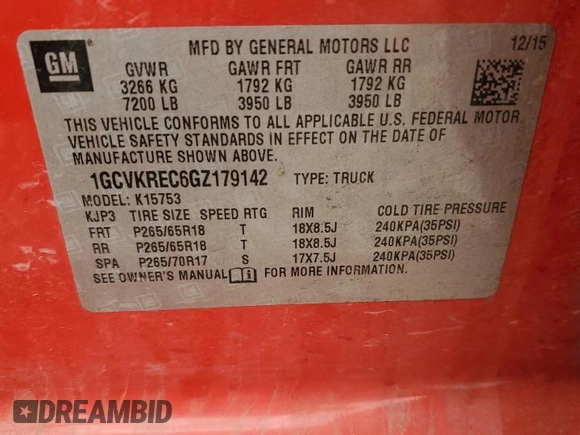 GM
MFD BY GENERAL MOTORS LLC 12/15
GVWR GAWR FRT GAWR RR
3266 KG 1792 KG 1792 KG
7200 LB 3950 LB 3950 LB
THIS VEHICLE CONFORMS TO ALL APPLICABLE U.S. FEDERAL MOTOR
VEHICLE SAFETY STANDARDS IN EFFECT ON THE DATE OF
MANUFACTURE SHOWN ABOVE.
1GCVKREC6GZ179142 TYPE: TRUCK
MODEL: K15753
KJP3 TIRE SIZE SPEED RTG RIM COLD TIRE PRESSURE
FRT P265/65R18 T 18X8.5J 240KPA(35PSI)
RR P265/65R18 T 18X8.5J 240KPA(35PSI)
SPA P265/70R17 S 17X7.5J 240KPA(35PSI)
SEE OWNER'S MANUAL FOR MORE INFORMATION.
DREAMBID